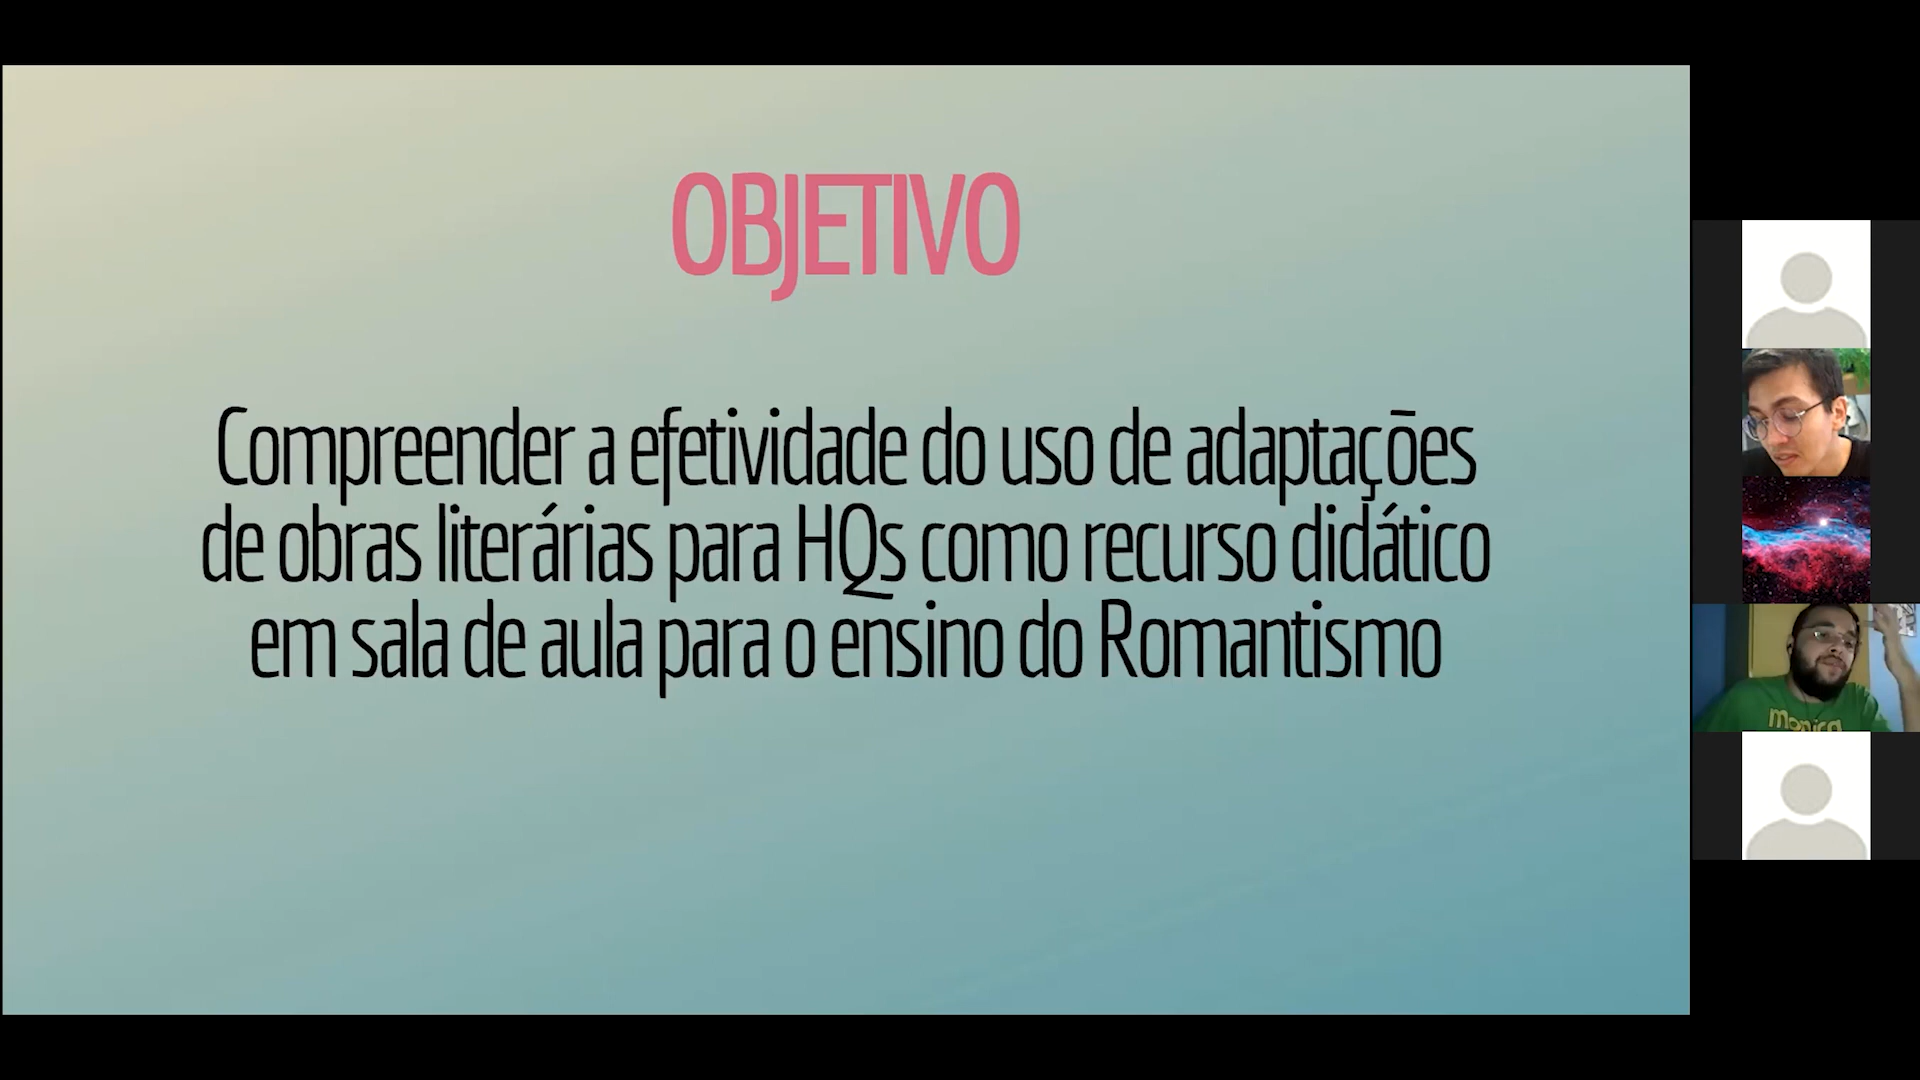 OBJETIVO
Compreender a efetividade do uso de adaptações
de obras literárias para HQs como recurso didático
em sala de aula para o ensino do Romantismo
monica